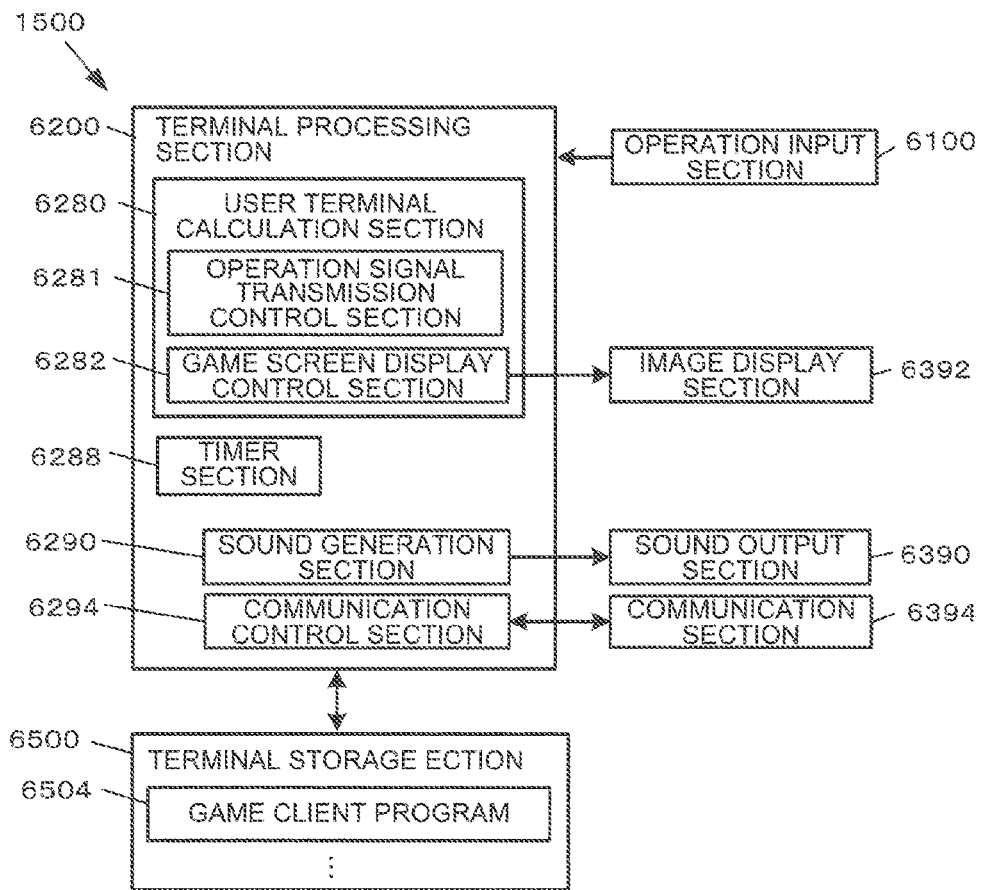 1500
6200
TERMINAL PROCESSING
SECTION
OPERATION INPUT
SECTION
6100
6280
USER TERMINAL
CALCULATION SECTION
6281
OPERATION SIGNAL
TRANSMISSION
CONTROL SECTION
6282
GAME SCREEN DISPLAY
CONTROL SECTION
IMAGE DISPLAY
SECTION
6392
6288
TIMER
SECTION
6290
SOUND GENERATION
SECTION
SOUND OUTPUT
SECTION
6390
6294
COMMUNICATION
CONTROL SECTION
COMMUNICATION
SECTION
6394
6500
TERMINAL STORAGE ECTION
6504
GAME CLIENT PROGRAM
⋮